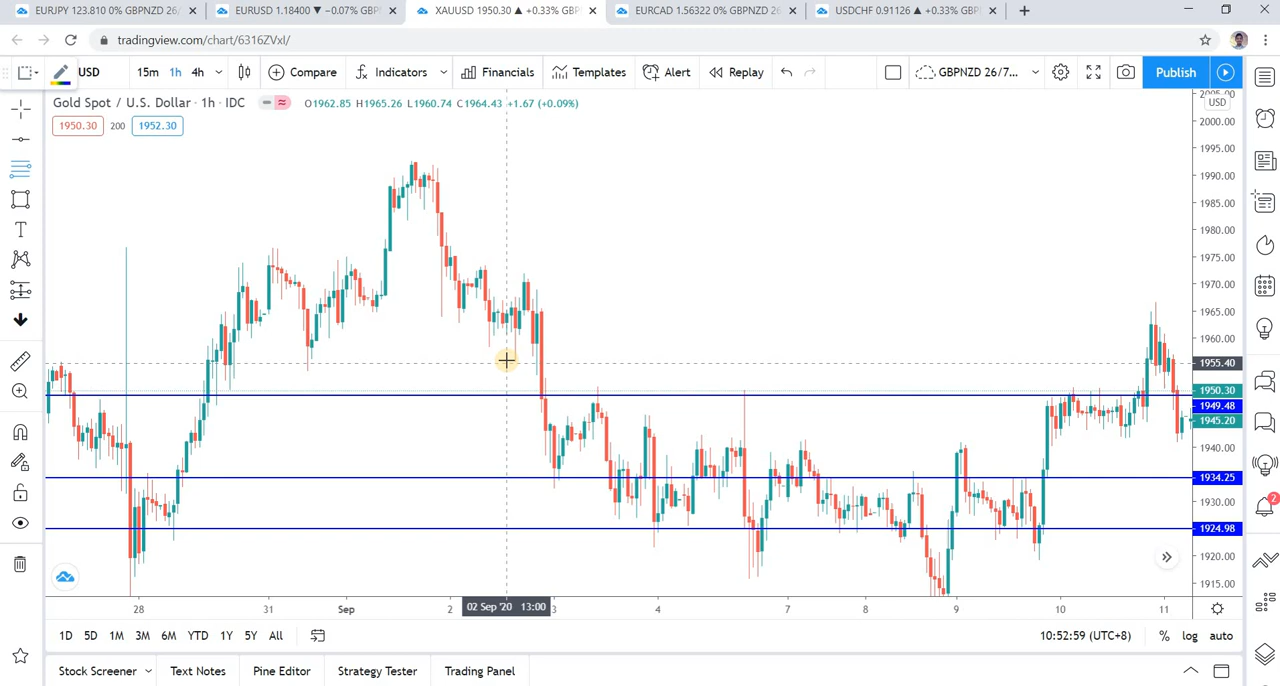 EURJPY 123.810 0% GBPNZD 26/ EURUSD 1.18400 ▼ −0.07% GBP XAUUSD 1950.30 ▲ +0.33% GBP EURCAD 1.56322 GBPNZD 26 USDCHF 0.91126 ▲ +0.33% GBP
tradingview.com/chart/6316ZVxI/
USD 15m 1h 4h Compare Indicators Financials Templates Alert Replay GBPNZD 26/7... Publish
Gold Spot / U.S. Dollar · 1h · IDC O1962.85 H1965.26 L1960.74 C1964.43 +1.67 (+0.09%)
1950.30 200 1952.30
USD
2000.00
1995.00
1990.00
1985.00
1980.00
1975.00
1970.00
1965.00
1960.00
1955.40
1950.30
1949.48
1945.20
1940.00
1934.25
1930.00
1924.98
1920.00
1915.00
28 31 Sep 2 02 Sep '20 13:00 3 4 7 8 9 10 11
1D 5D 1M 3M 6M YTD 1Y 5Y All 10:52:59 (UTC+8) % log auto
Stock Screener Text Notes Pine Editor Strategy Tester Trading Panel
2